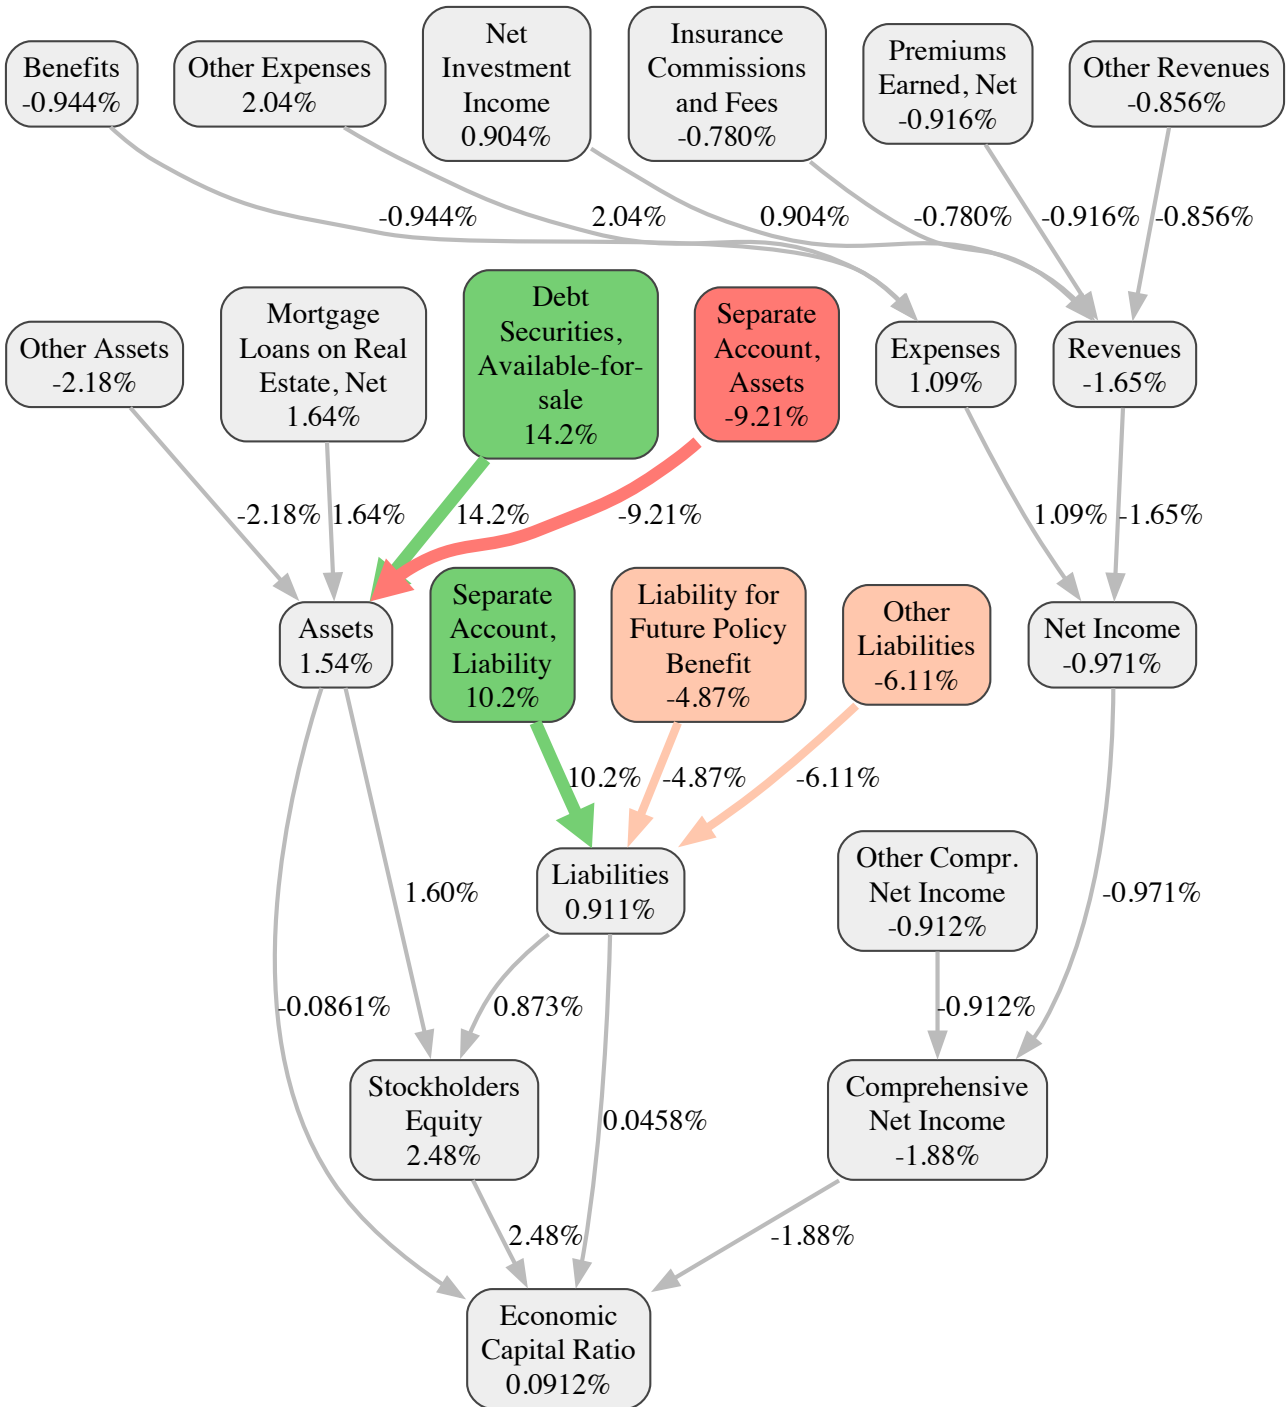 Benefits
-0.944%
Other Expenses
2.04%
Net
Investment
Income
0.904%
Insurance
Commissions
and Fees
-0.780%
Premiums
Earned, Net
-0.916%
Other Revenues
-0.856%
-0.944%
2.04%
0.904%
-0.780%
-0.916%
-0.856%
Other Assets
-2.18%
Mortgage
Loans on Real
Estate, Net
1.64%
Debt
Securities,
Available-for-
sale
14.2%
Separate
Account,
Assets
-9.21%
Expenses
1.09%
Revenues
-1.65%
-2.18%
1.64%
14.2%
-9.21%
1.09%
-1.65%
Assets
1.54%
Separate
Account,
Liability
10.2%
Liability for
Future Policy
Benefit
-4.87%
Other
Liabilities
-6.11%
Net Income
-0.971%
10.2%
-4.87%
-6.11%
Liabilities
0.911%
Other Compr.
Net Income
-0.912%
1.60%
-0.971%
-0.0861%
0.873%
-0.912%
Stockholders
Equity
2.48%
0.0458%
Comprehensive
Net Income
-1.88%
2.48%
-1.88%
Economic
Capital Ratio
0.0912%